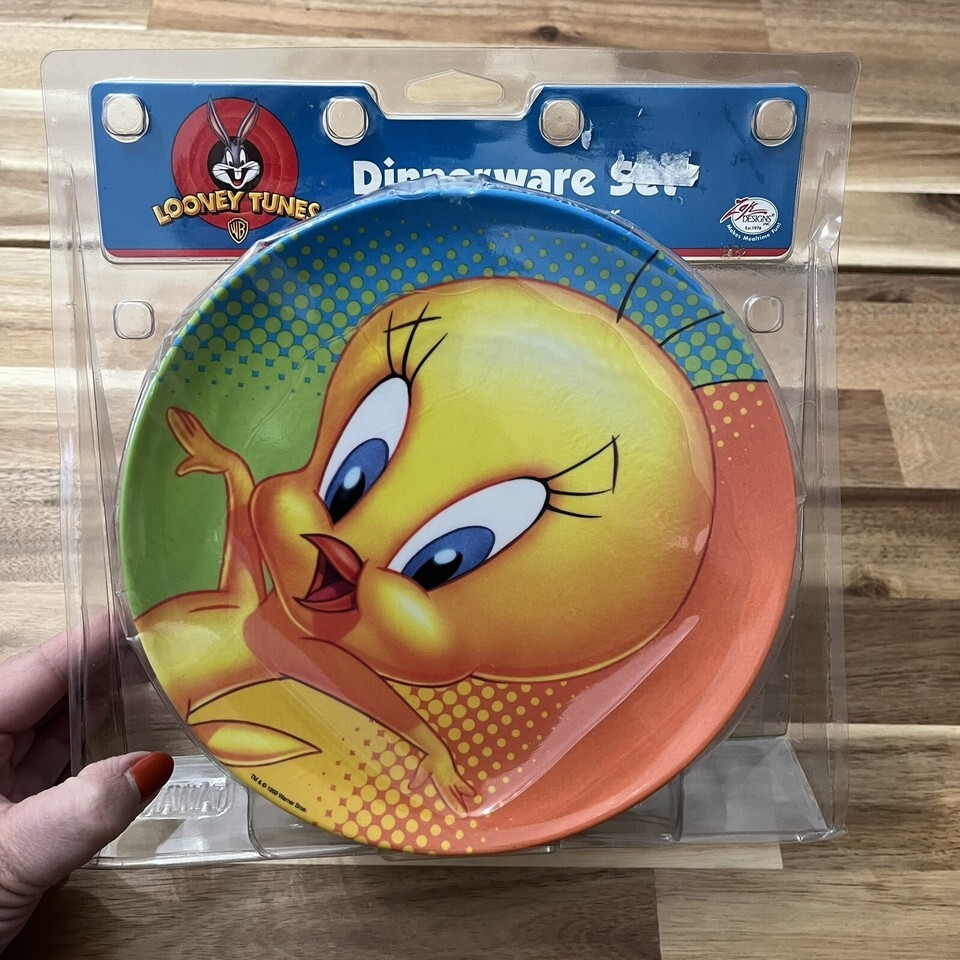 Dinnerware Set
LOONEY TUNES
WB
Zak
DESIGNS
Est. 1976
Makes Mealtime Fun!
TM & © 1999 Warner Bros.